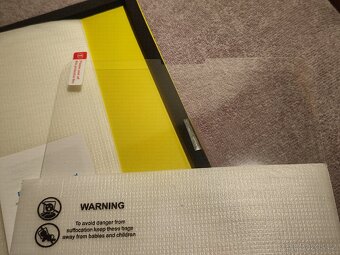 WARNING
To avoid danger from
suffocation keep these bags
away from babies and children